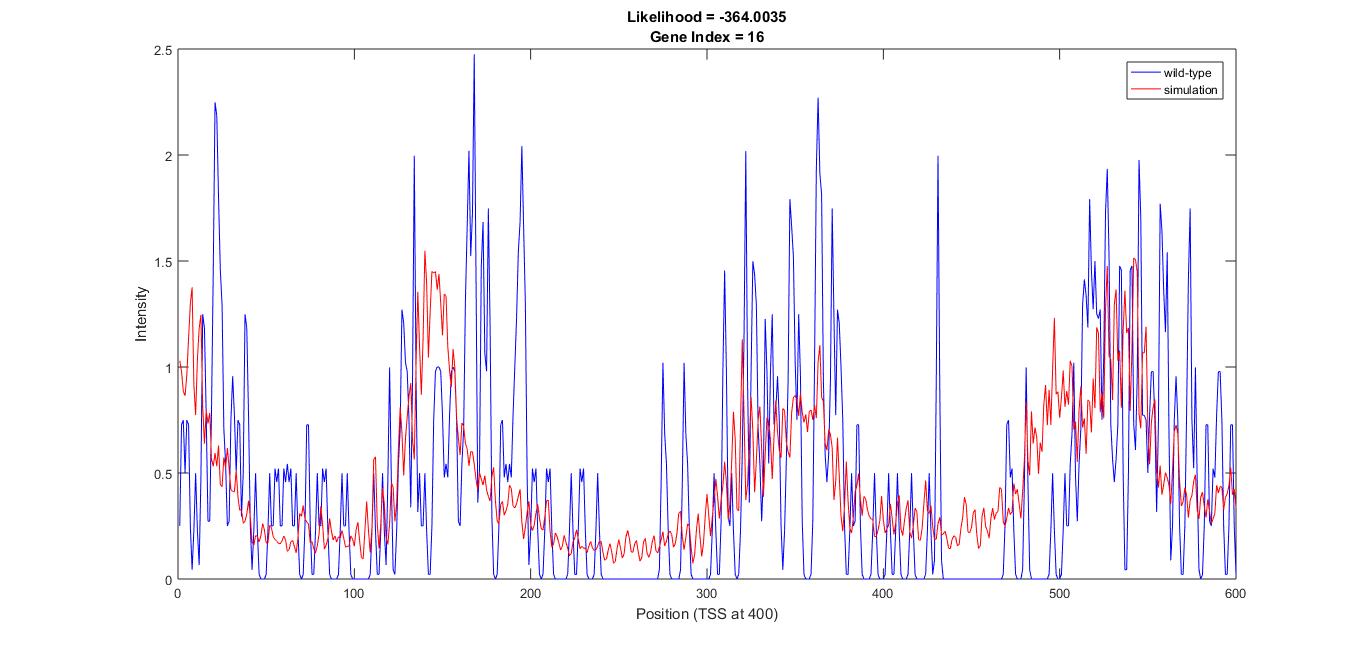 Likelihood = -364.0035
Gene Index = 16
2.5
2
1.5
1
0.5
0
Intensity
wild-type
simulation
0
100
200
300
400
500
600
Position (TSS at 400)